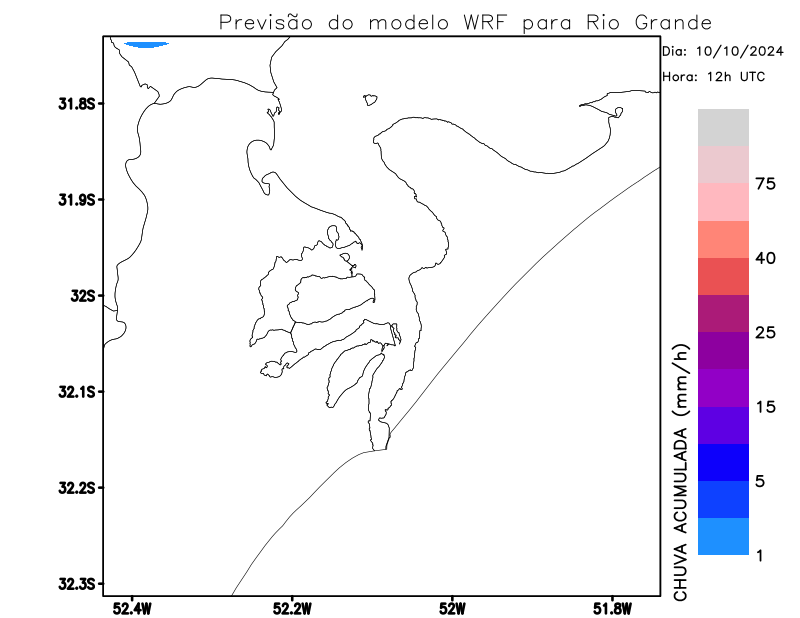 Previsão do modelo WRF para Rio Grande
Dia: 10/10/2024
Hora: 12h UTC
31.8S
31.9S
32S
32.1S
32.2S
32.3S
52.4W
52.2W
52W
51.8W
CHUVA ACUMULADA (mm/h)
75
40
25
15
5
1